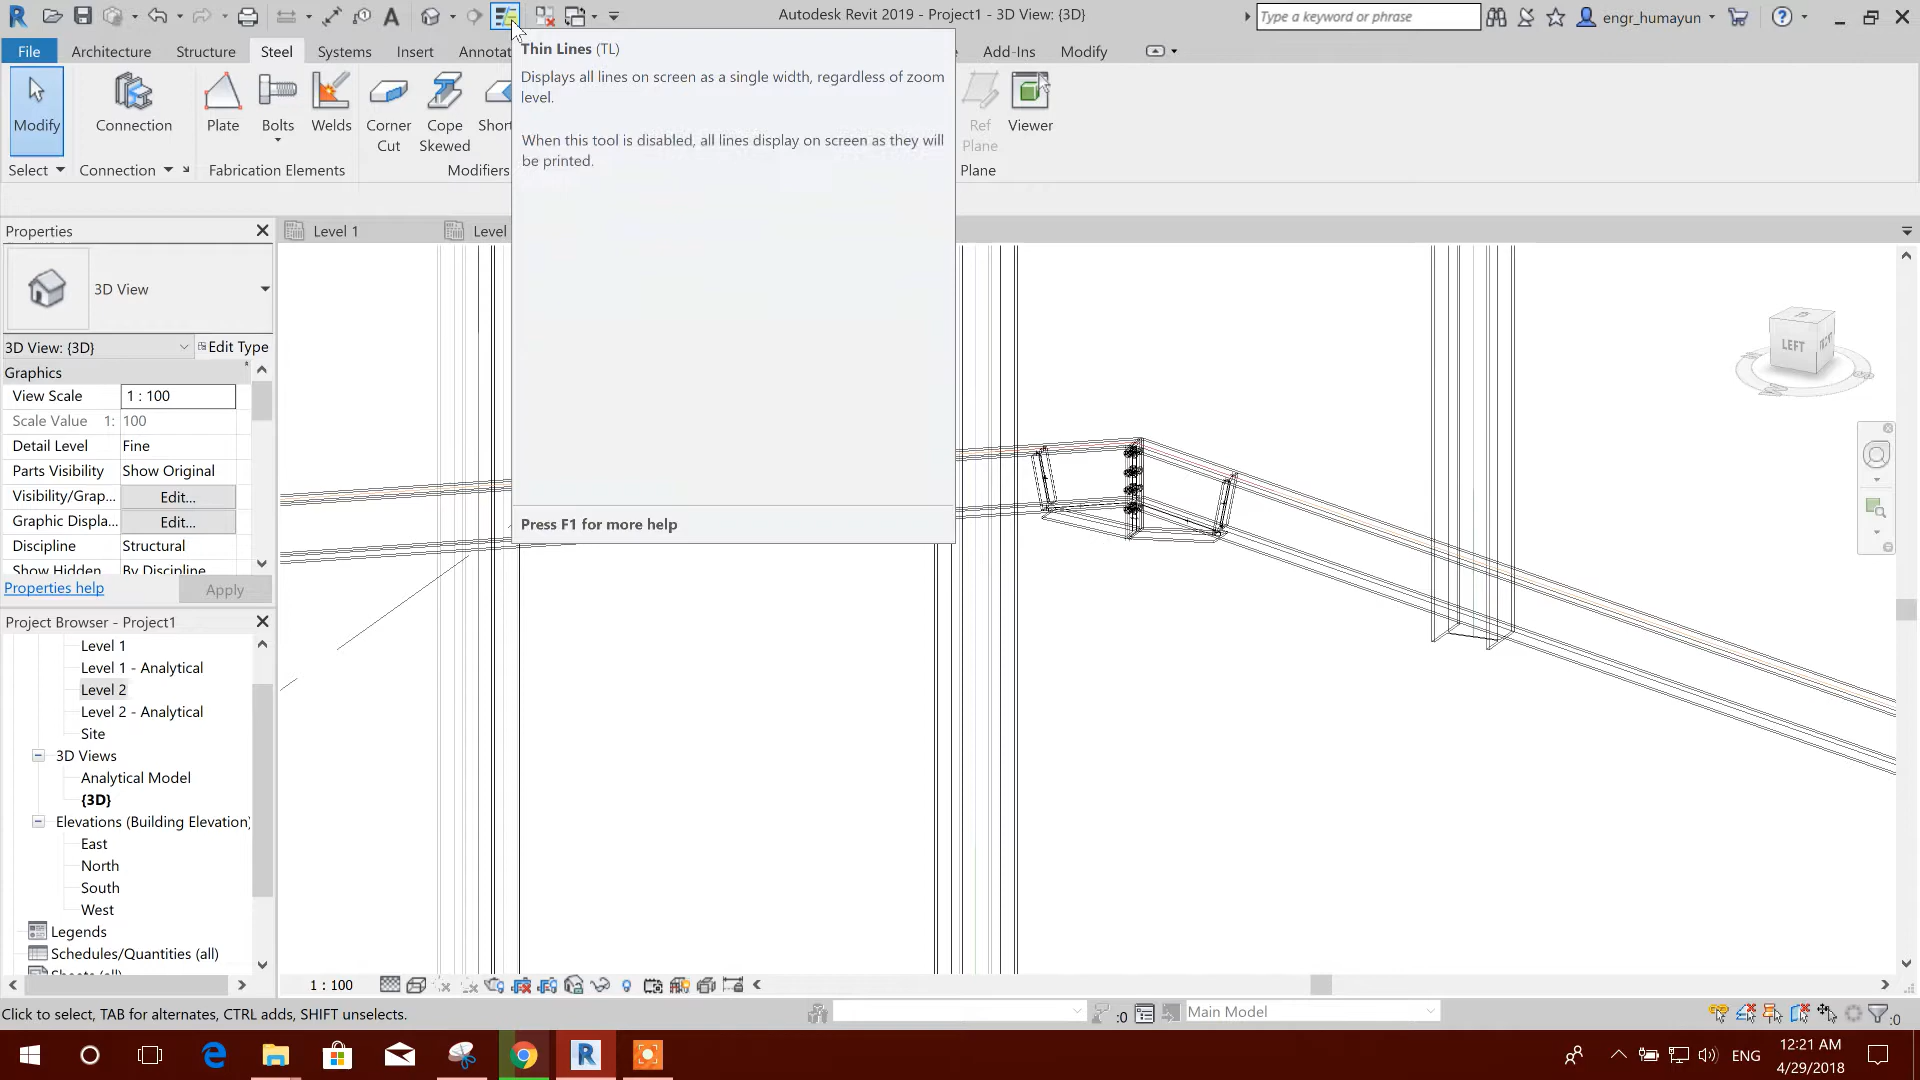 Autodesk Revit 2019 - Project1 - 3D View: {3D}
Type a keyword or phrase
engr_humayun
File
Architecture
Structure
Steel
Systems
Insert
Annotat
Add-Ins
Modify
Thin Lines (TL)
Displays all lines on screen as a single width, regardless of zoom
level.
When this tool is disabled, all lines display on screen as they will
be printed.
Press F1 for more help
Modify
Connection
Plate
Bolts
Welds
Corner
Cut
Cope
Skewed
Short
Ref
Plane
Viewer
Select
Connection
Fabrication Elements
Modifiers
Plane
Properties
Level 1
Level
3D View
3D View: {3D}
Edit Type
Graphics
View Scale
1 : 100
Scale Value 1:
100
Detail Level
Fine
Parts Visibility
Show Original
Visibility/Grap...
Edit...
Graphic Displa...
Edit...
Discipline
Structural
Show Hidden
By Discipline
Properties help
Apply
LEFT
Project Browser - Project1
Level 1
Level 1 - Analytical
Level 2
Level 2 - Analytical
Site
3D Views
Analytical Model
{3D}
Elevations (Building Elevation)
East
North
South
West
Legends
Schedules/Quantities (all)
Sheets (all)
1 : 100
Click to select, TAB for alternates, CTRL adds, SHIFT unselects.
:0
Main Model
:0
ENG
12:21 AM
4/29/2018